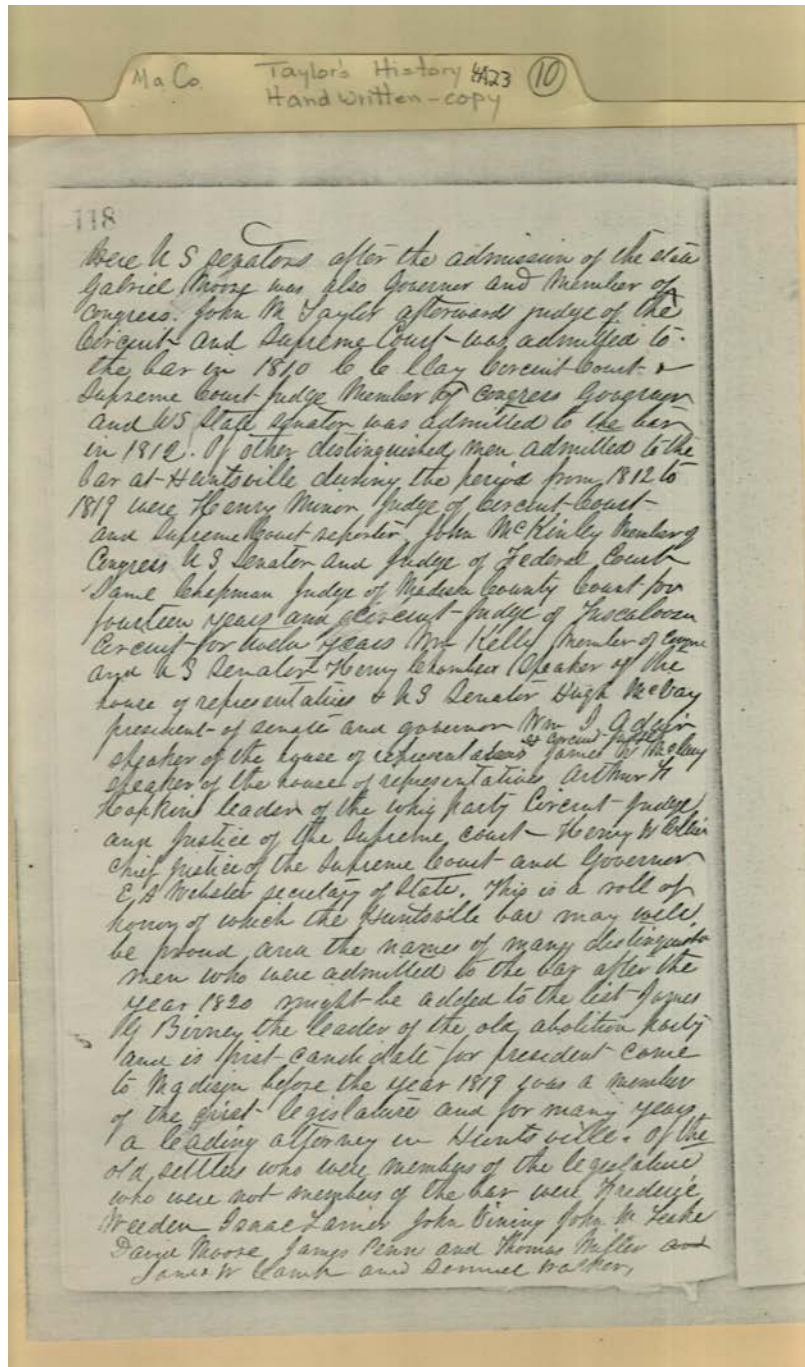 Ma Co. Taylor's History 4A23 10
Handwritten-copy
118
Were U S senators after the admission of the state
Gabriel Moore was also Governor and Member of
Congress. John M Taylor afterward judge of the
Circuit and Supreme Court was admitted to
the bar in 1810 C C Clay Circuit Court &
Supreme Court Judge Member of Congress Governor
and US State senator was admitted to the bar
in 1812. Of other distinguished men admitted to the
bar at Huntsville during the period from 1812 to
1819 were Henry Minor Judge of Circuit Court
and Supreme Court reporter John McKinley Member of
Congress U S Senator and Judge of Federal Court
Saml Chapman Judge of Madison County Court for
fourteen years and circuit Judge of Tuscaloosa
Circuit for twelve years Wm Kelly Member of
and U S Senator Henry Chambers Speaker of the
house of representatives & U S Senator Hugh McVay
president of senate and governor Wm I Adair
speaker of the house of representatives & Circuit Judge James W McClung
speaker of the house of representatives, Arthur F
Hopkins leader of the whig party Circuit Judge
and Justice of the Supreme court Henry W Collier
Chief Justice of the Supreme Court and Governor
E A Webster secretary of State. This is a roll of
honor of which the Huntsville bar may well
be proud and the names of many
men who were admitted to the bar after the
year 1820 might be added to the list James
G Birney the leader of the old abolition party
and is first candidate for president came
to Madison before the year 1819 was a member
of the first legislature and for many years
a leading attorney in Huntsville. of the
old settlers who were members of the legislature
who were not members of the bar were Frederic
Weeden Isaac Lanier John Vining John M Leake
David Moore James Penn and Thomas Miller and
James W Camp and Samuel Walker,